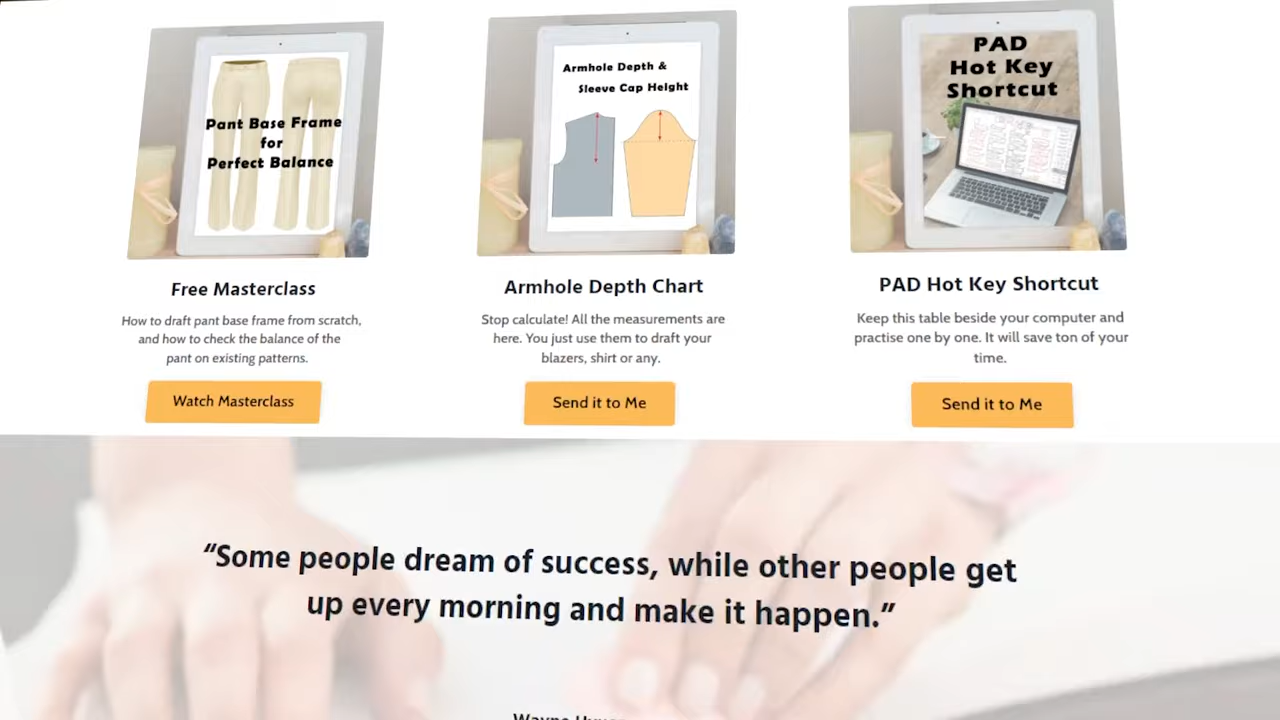 Pant Base Frame
for
Perfect Balance
Armhole Depth &
Sleeve Cap Height
PAD
Hot Key
Shortcut
Free Masterclass
How to draft pant base frame from scratch,
and how to check the balance of the
pant on existing patterns.
Watch Masterclass
Armhole Depth Chart
Stop calculate! All the measurements are
here. You just use them to draft your
blazers, shirt or any.
Send it to Me
PAD Hot Key Shortcut
Keep this table beside your computer and
practise one by one. It will save ton of your
time.
Send it to Me
“Some people dream of success, while other people get
up every morning and make it happen.”
Wayne